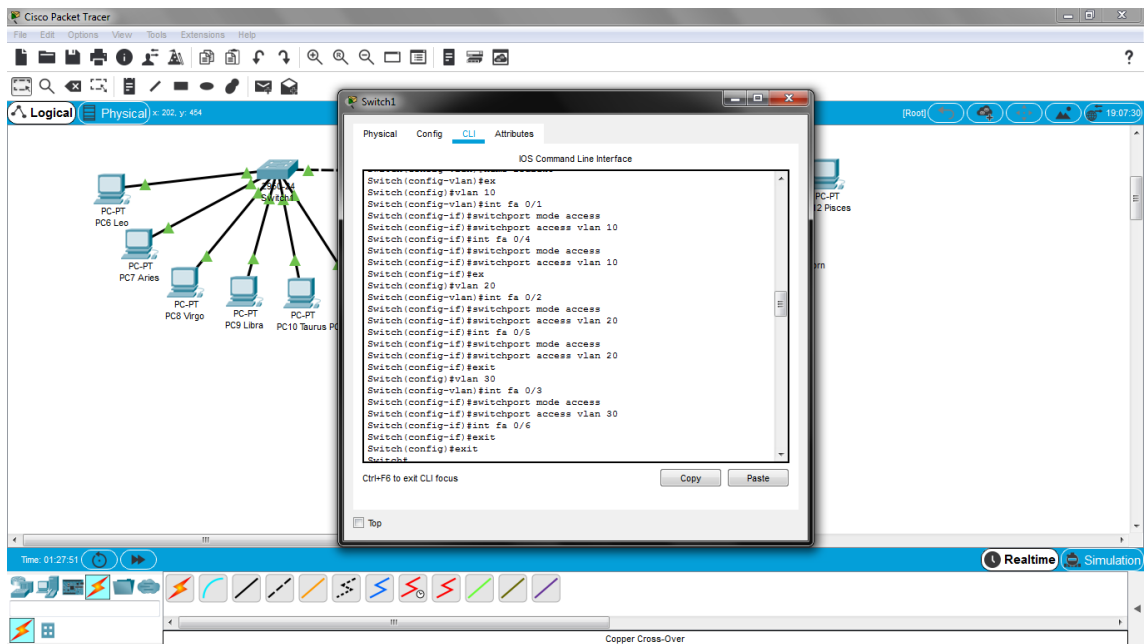 Cisco Packet Tracer
File Edit Options View Tools Extensions Help
?
Logical
Physical
x: 202, y: 454
[Root]
19:07:30
Switch1
Physical Config CLI Attributes
IOS Command Line Interface
Switch(config-vlan)#ex
Switch(config)#vlan 10
Switch(config-vlan)#int fa 0/1
Switch(config-if)#switchport mode access
Switch(config-if)#switchport access vlan 10
Switch(config-if)#int fa 0/4
Switch(config-if)#switchport mode access
Switch(config-if)#switchport access vlan 10
Switch(config-if)#ex
Switch(config)#vlan 20
Switch(config-vlan)#int fa 0/2
Switch(config-if)#switchport mode access
Switch(config-if)#switchport access vlan 20
Switch(config-if)#int fa 0/5
Switch(config-if)#switchport mode access
Switch(config-if)#switchport access vlan 20
Switch(config-if)#exit
Switch(config)#vlan 30
Switch(config-vlan)#int fa 0/3
Switch(config-if)#switchport mode access
Switch(config-if)#switchport access vlan 30
Switch(config-if)#int fa 0/6
Switch(config-if)#exit
Switch(config)#exit
Switch#
Ctrl+F6 to exit CLI focus
Copy
Paste
Top
2950-24
Switch1
PC-PT
PC6 Leo
PC-PT
PC7 Aries
PC-PT
PC8 Virgo
PC-PT
PC9 Libra
PC-PT
PC10 Taurus
PC-PT
12 Pisces
Time: 01:27:51
Realtime
Simulation
Copper Cross-Over